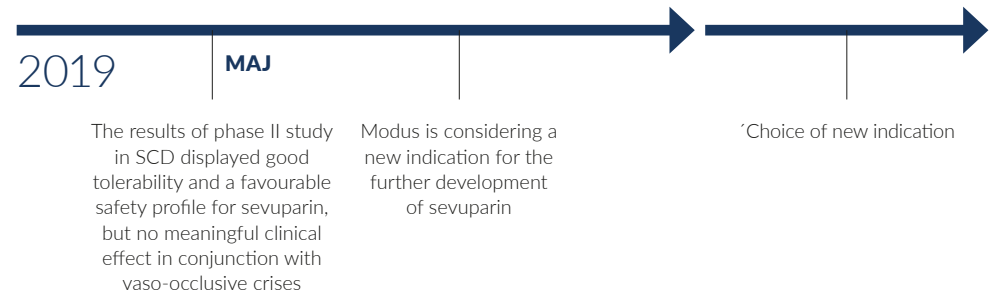 2019
MAJ
The results of phase II study
in SCD displayed good
tolerability and a favourable
safety profile for sevuparin,
but no meaningful clinical
effect in conjunction with
vaso-occlusive crises
Modus is considering a
new indication for the
further development
of sevuparin
´Choice of new indication